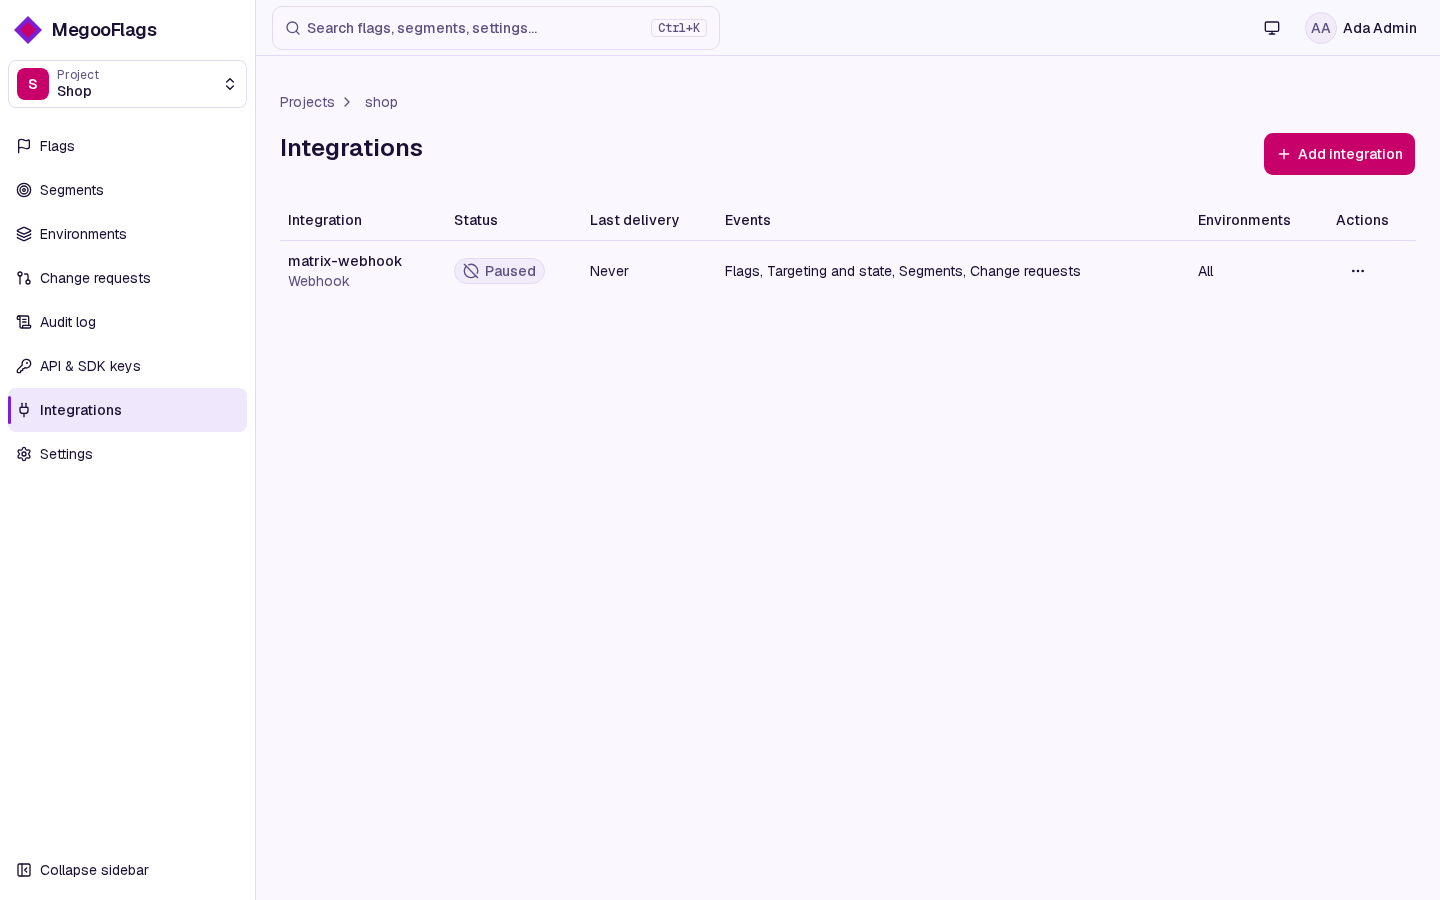 MegooFlags
Search flags, segments, settings...
Ctrl+K
AA
Ada Admin
S
Project
Shop
Flags
Segments
Environments
Change requests
Audit log
API & SDK keys
Integrations
Settings
Collapse sidebar
Projects
shop
Integrations
Add integration
Integration Status Last delivery Events Environments Actions
matrix-webhook
Webhook
Paused
Never
Flags, Targeting and state, Segments, Change requests
All